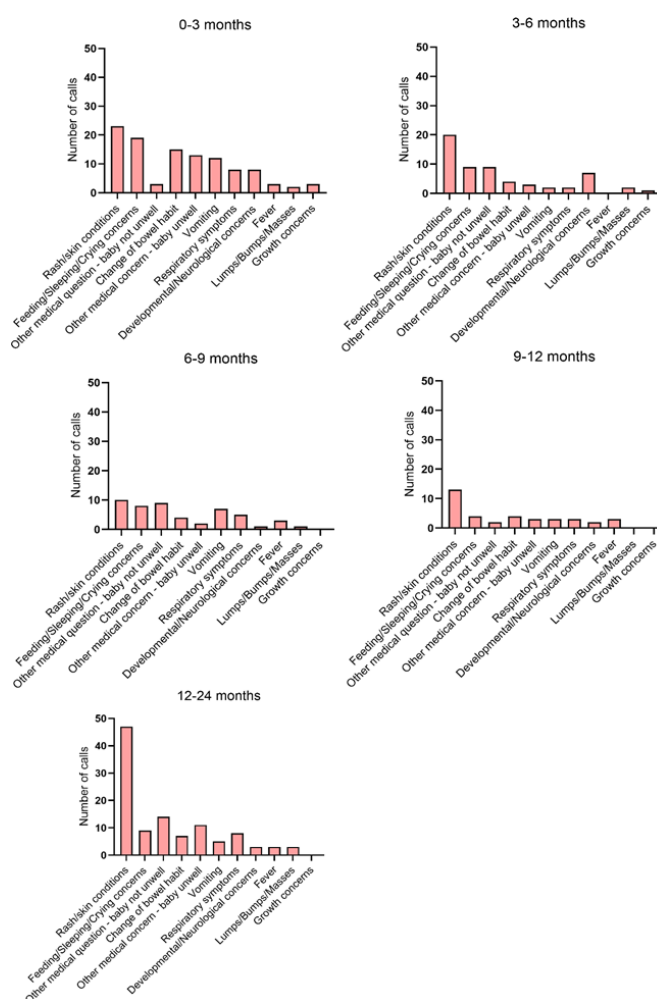 0-3 months
Number of calls
50
40
30
20
10
0
Rash/skin conditions
Feeding/Sleeping/Crying concerns
Other medical question - baby not unwell
Change of bowel habit
Other medical concern - baby unwell
Vomiting
Respiratory symptoms
Developmental/Neurological concerns
Fever
Lumps/Bumps/Masses
Growth concerns
3-6 months
Number of calls
50
40
30
20
10
0
Rash/skin conditions
Feeding/Sleeping/Crying concerns
Other medical question - baby not unwell
Change of bowel habit
Other medical concern - baby unwell
Vomiting
Respiratory symptoms
Developmental/Neurological concerns
Fever
Lumps/Bumps/Masses
Growth concerns
6-9 months
Number of calls
50
40
30
20
10
0
Rash/skin conditions
Feeding/Sleeping/Crying concerns
Other medical question - baby not unwell
Change of bowel habit
Other medical concern - baby unwell
Vomiting
Respiratory symptoms
Developmental/Neurological concerns
Fever
Lumps/Bumps/Masses
Growth concerns
9-12 months
Number of calls
50
40
30
20
10
0
Rash/skin conditions
Feeding/Sleeping/Crying concerns
Other medical question - baby not unwell
Change of bowel habit
Other medical concern - baby unwell
Vomiting
Respiratory symptoms
Developmental/Neurological concerns
Fever
Lumps/Bumps/Masses
Growth concerns
12-24 months
Number of calls
50
40
30
20
10
0
Rash/skin conditions
Feeding/Sleeping/Crying concerns
Other medical question - baby not unwell
Change of bowel habit
Other medical concern - baby unwell
Vomiting
Respiratory symptoms
Developmental/Neurological concerns
Fever
Lumps/Bumps/Masses
Growth concerns